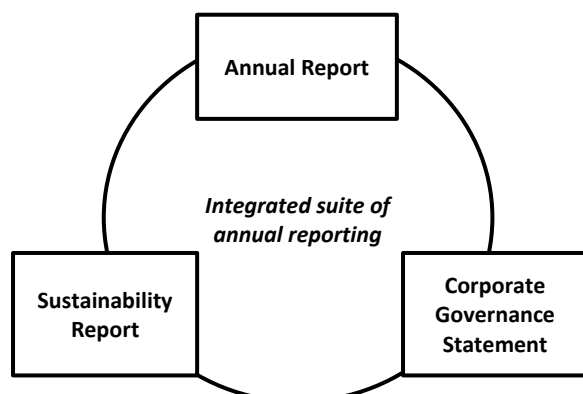 Annual Report
Integrated suite of
annual reporting
Sustainability
Report
Corporate
Governance
Statement